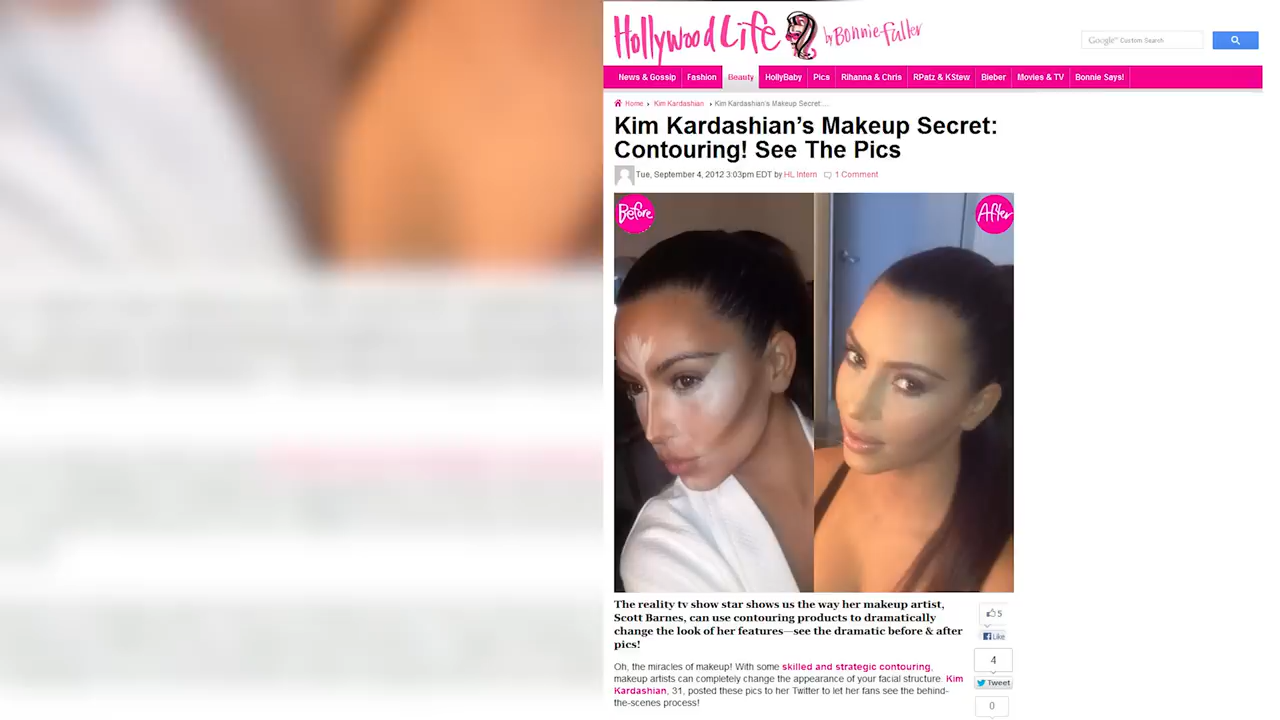 HollywoodLife by Bonnie Fuller
Google™ Custom Search
News & Gossip Fashion Beauty HollyBaby Pics Rihanna & Chris RPatz & KStew Bieber Movies & TV Bonnie Says!
Home › Kim Kardashian › Kim Kardashian's Makeup Secret: ...
Kim Kardashian's Makeup Secret:
Contouring! See The Pics
Tue, September 4, 2012 3:03pm EDT by HL Intern 1 Comment
Before
After
The reality tv show star shows us the way her makeup artist,
Scott Barnes, can use contouring products to dramatically
change the look of her features—see the dramatic before & after
pics!
5
Like
4
Tweet
0
Oh, the miracles of makeup! With some skilled and strategic contouring,
makeup artists can completely change the appearance of your facial structure. Kim
Kardashian, 31, posted these pics to her Twitter to let her fans see the behind-
the-scenes process!